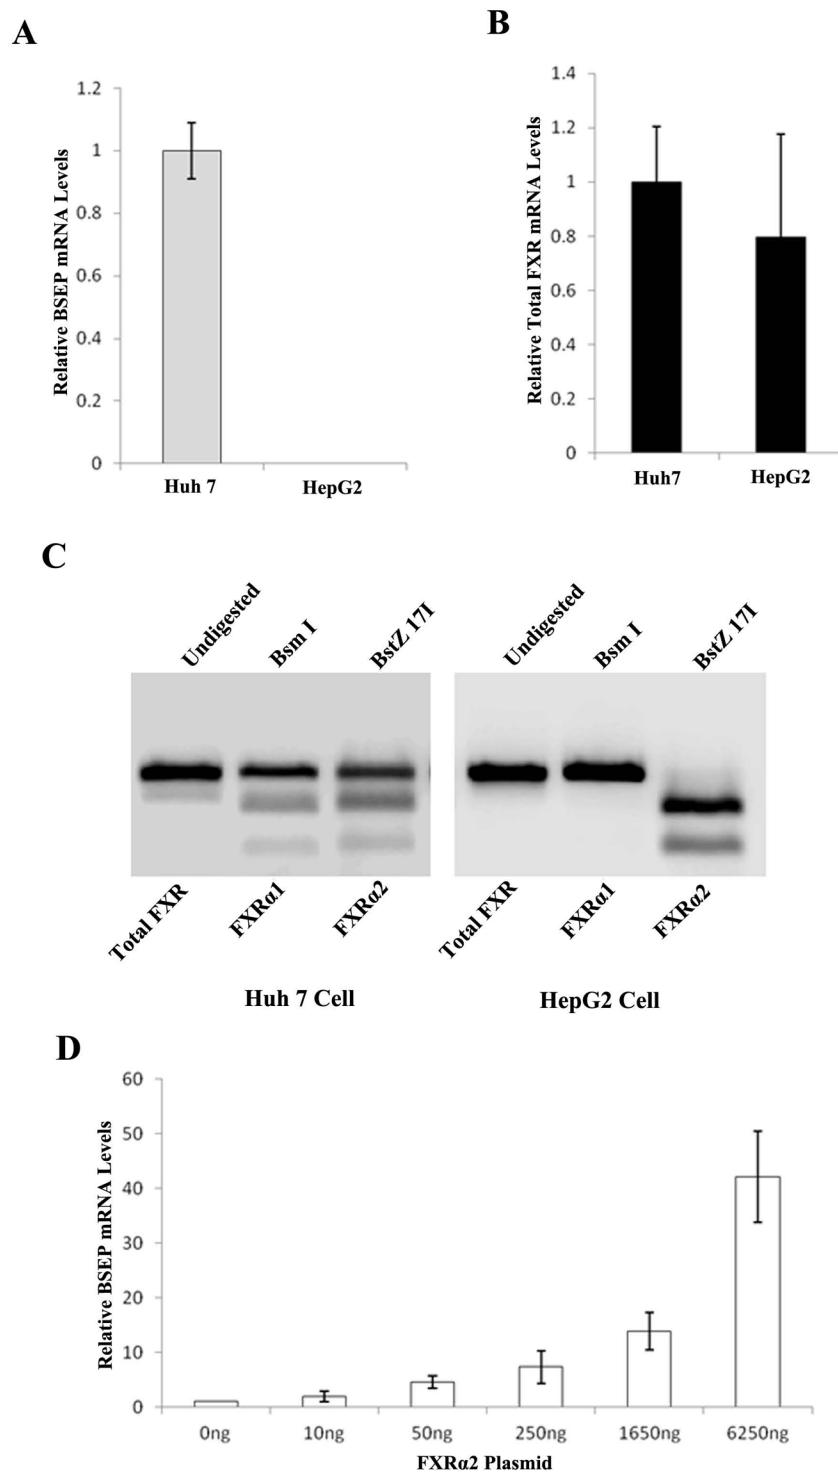 A
Relative BSEP mRNA Levels
1.2
1
0.8
0.6
0.4
0.2
0
Huh 7 HepG2
B
Relative Total FXR mRNA Levels
1.4
1.2
1
0.8
0.6
0.4
0.2
0
Huh7 HepG2
C
Undigested Bsm I BstZ 17I
Total FXR FXRα1 FXRα2
Huh 7 Cell
Undigested Bsm I BstZ 17I
Total FXR FXRα1 FXRα2
HepG2 Cell
D
Relative BSEP mRNA Levels
60
50
40
30
20
10
0
0ng 10ng 50ng 250ng 1650ng 6250ng
FXRα2 Plasmid